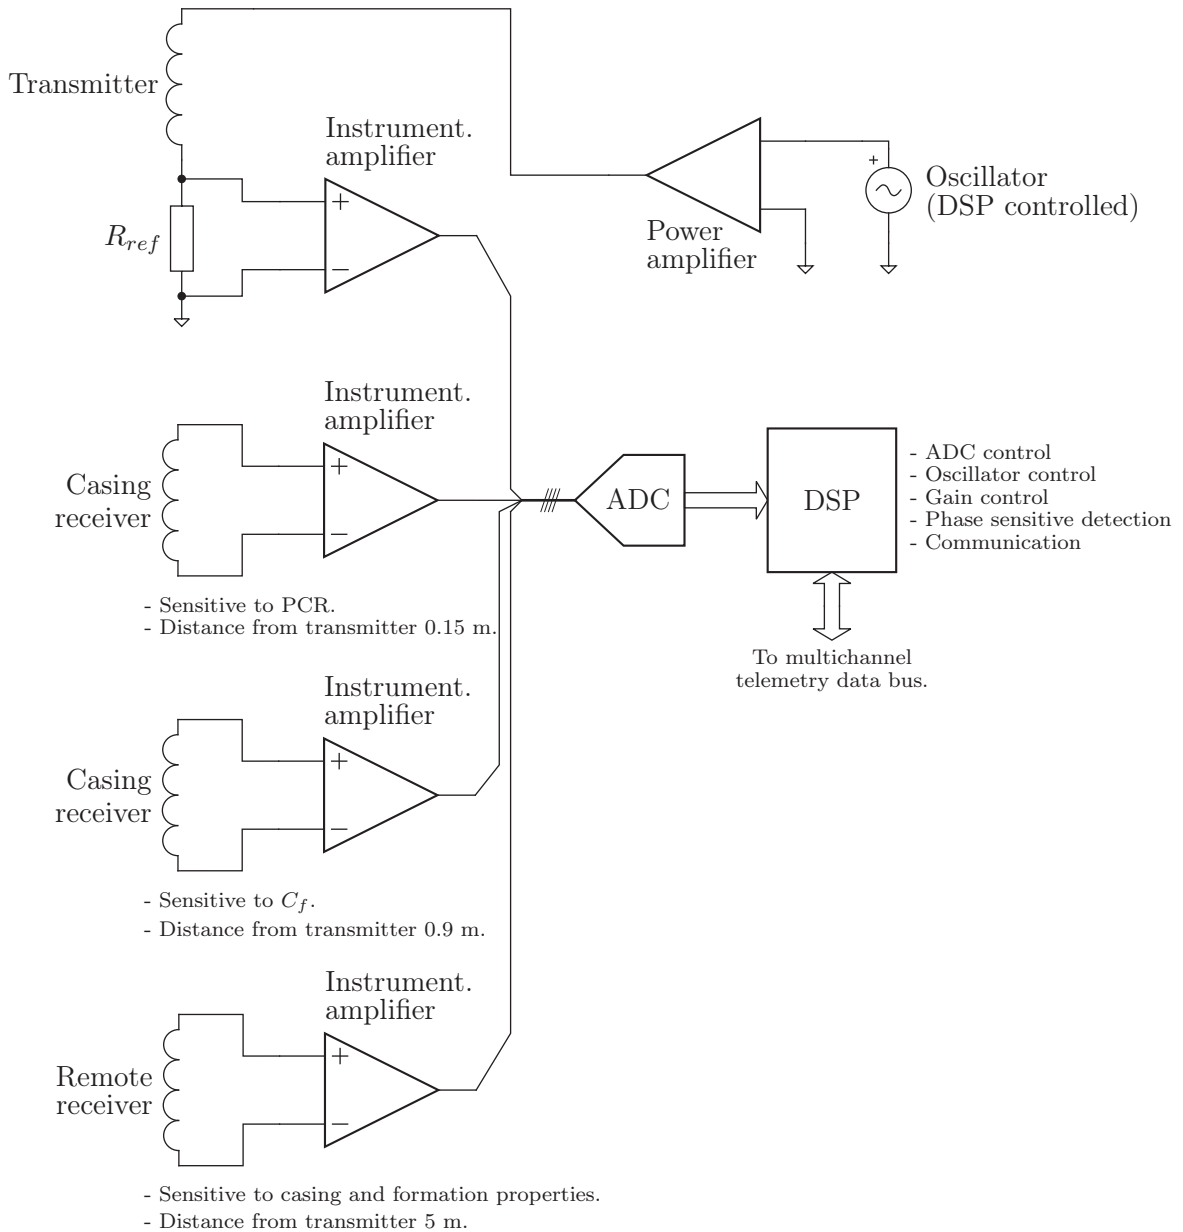 Transmitter
Instrument.
amplifier
+
−
R_ref
Power
amplifier
+
Oscillator
(DSP controlled)
Instrument.
amplifier
+
−
Casing
receiver
- Sensitive to PCR.
- Distance from transmitter 0.15 m.
ADC
DSP
- ADC control
- Oscillator control
- Gain control
- Phase sensitive detection
- Communication
To multichannel
telemetry data bus.
Instrument.
amplifier
+
−
Casing
receiver
- Sensitive to C_f.
- Distance from transmitter 0.9 m.
Instrument.
amplifier
+
−
Remote
receiver
- Sensitive to casing and formation properties.
- Distance from transmitter 5 m.